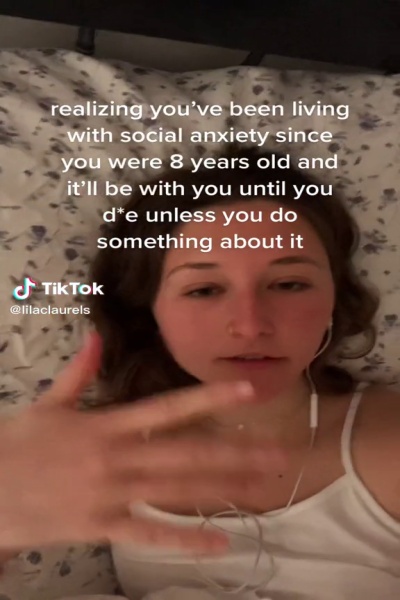 realizing you've been living
with social anxiety since
you were 8 years old and
it'll be with you until you
d*e unless you do
something about it
TikTok
@lilaclaurels